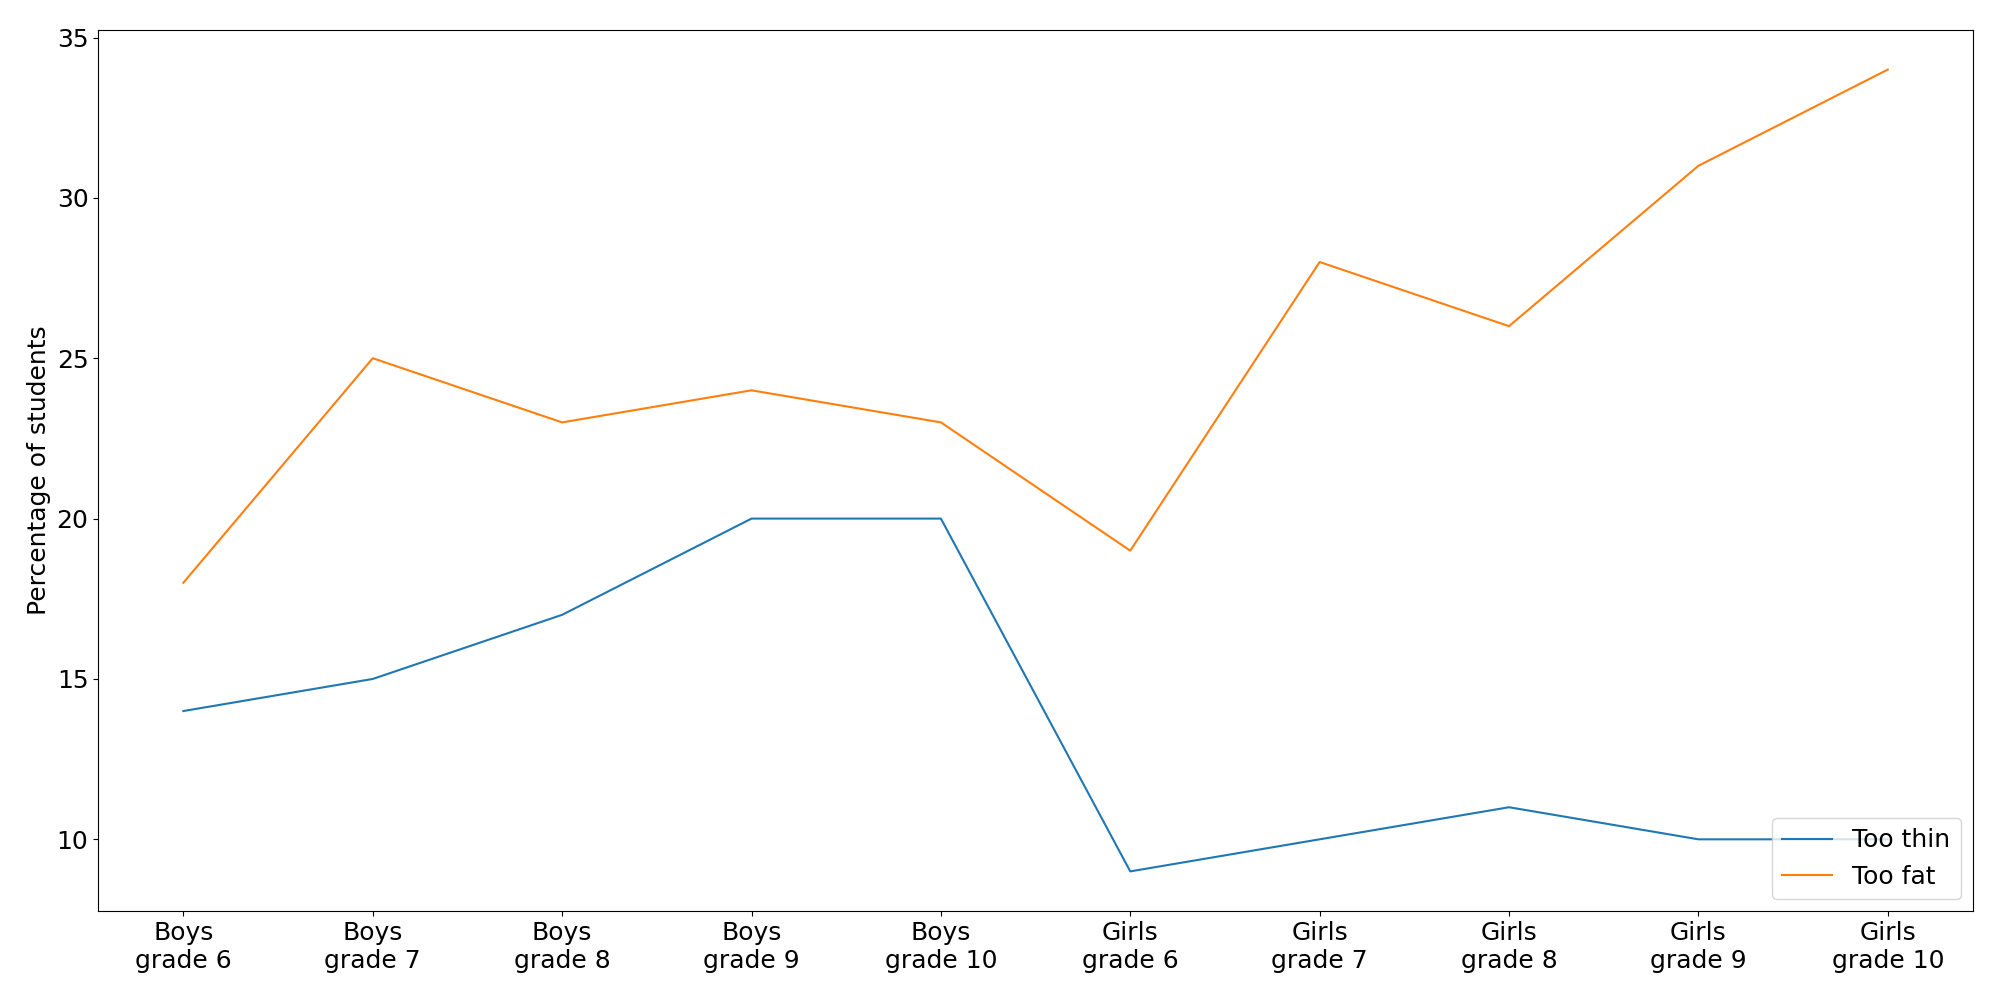 35
30
25
20
15
10
Percentage of students
Boys
grade 6
Boys
grade 7
Boys
grade 8
Boys
grade 9
Boys
grade 10
Girls
grade 6
Girls
grade 7
Girls
grade 8
Girls
grade 9
Girls
grade 10
Too thin
Too fat